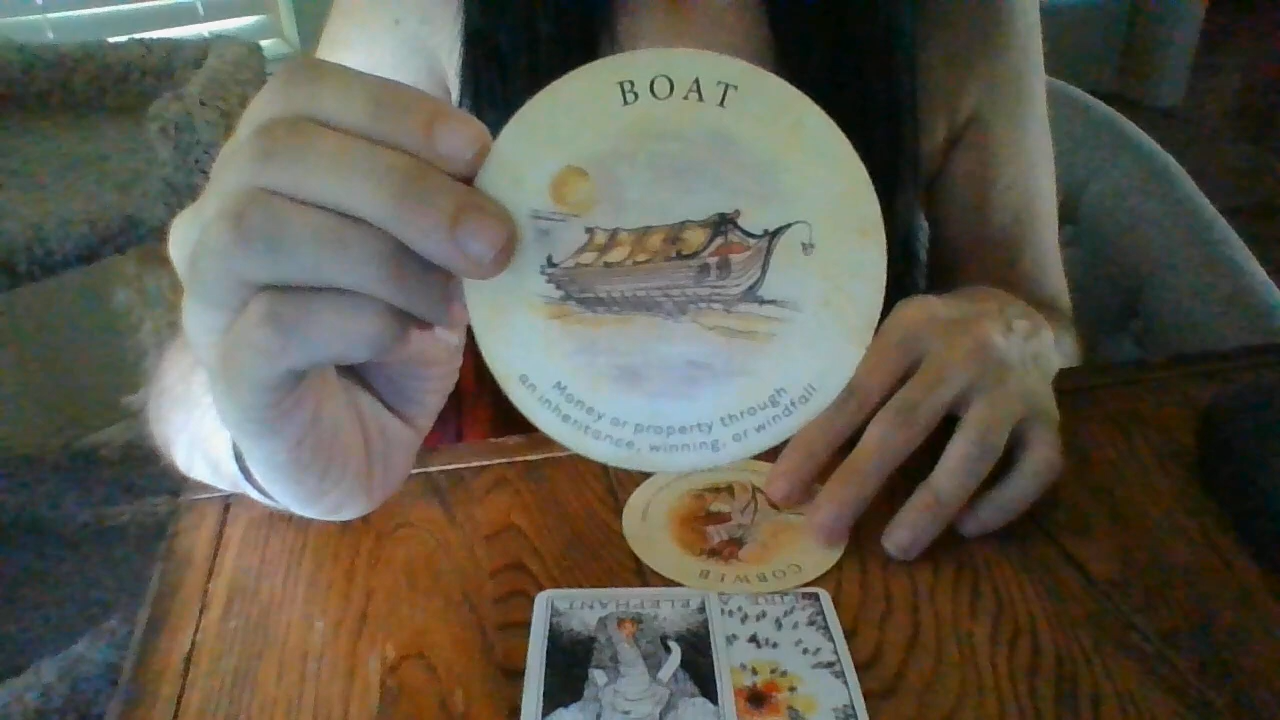 BOAT
Money or property through
an inheritance, winning, or windfall
COBWEB
ELEPHANT